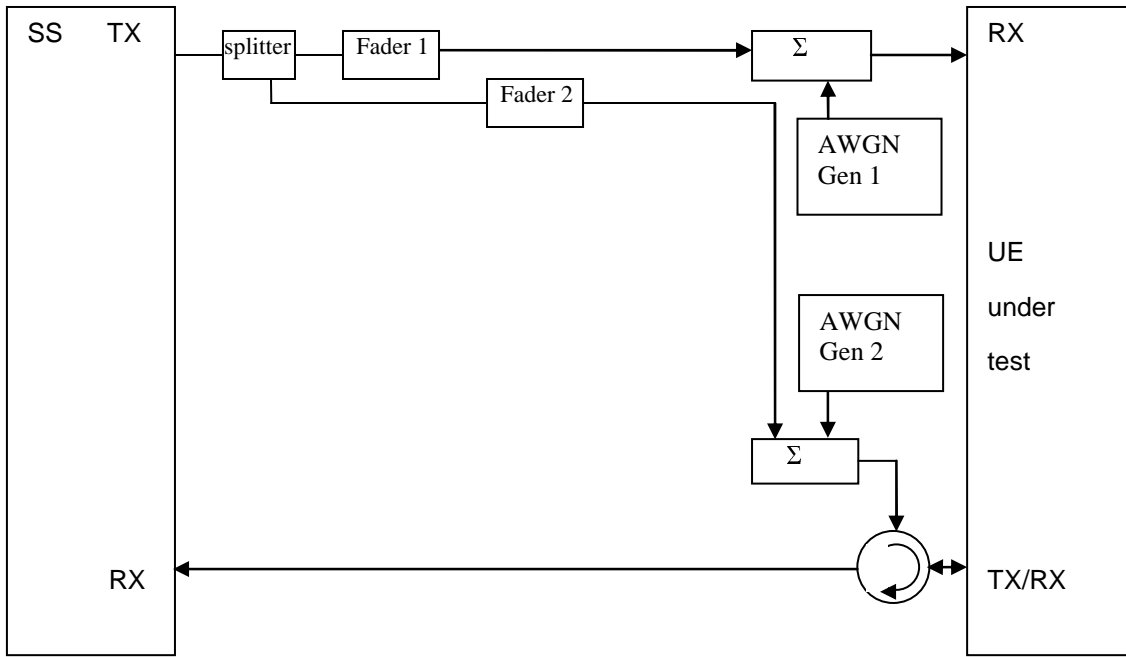 SS TX
splitter
Fader 1
Σ
RX
Fader 2
AWGN
Gen 1
UE
under
test
AWGN
Gen 2
Σ
RX
TX/RX